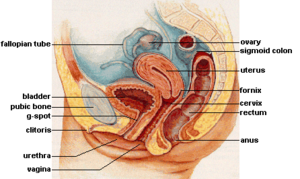 fallopian tube
ovary
sigmoid colon
uterus
fornix
bladder
pubic bone
cervix
g-spot
rectum
clitoris
anus
urethra
vagina